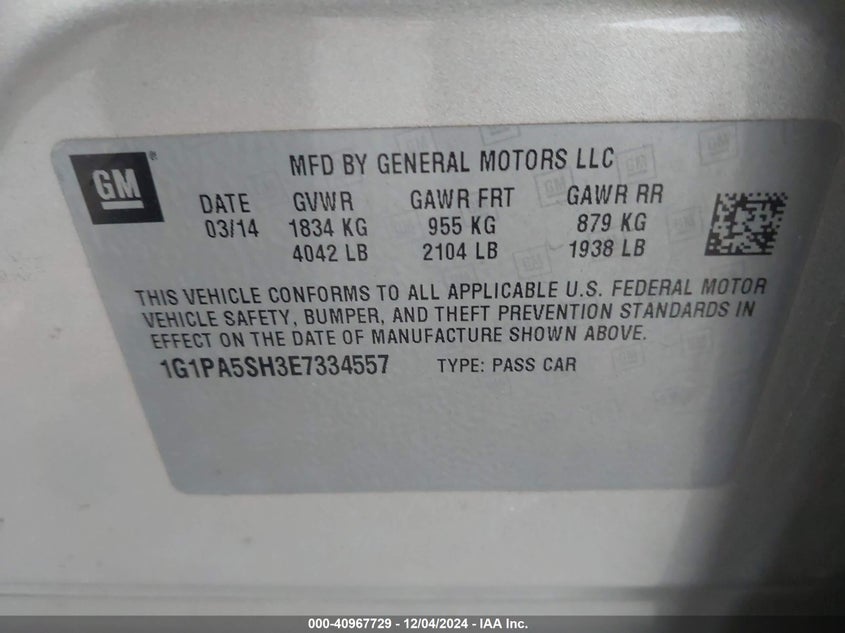 GM
®
MFD BY GENERAL MOTORS LLC
DATE GVWR GAWR FRT GAWR RR
03/14 1834 KG 955 KG 879 KG
4042 LB 2104 LB 1938 LB
THIS VEHICLE CONFORMS TO ALL APPLICABLE U.S. FEDERAL MOTOR
VEHICLE SAFETY, BUMPER, AND THEFT PREVENTION STANDARDS IN
EFFECT ON THE DATE OF MANUFACTURE SHOWN ABOVE.
1G1PA5SH3E7334557 TYPE: PASS CAR
000-40967729 - 12/04/2024 - IAA Inc.